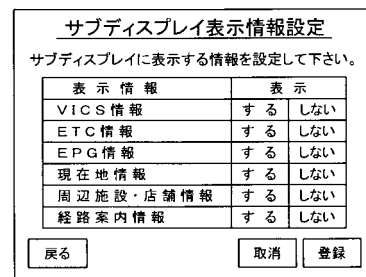 サブディスプレイ表示情報設定
サブディスプレイに表示する情報を設定して下さい。
表示情報 表示
VICS情報 する しない
ETC情報 する しない
EPG情報 する しない
現在地情報 する しない
周辺施設・店舗情報 する しない
経路案内情報 する しない
戻る 取消 登録